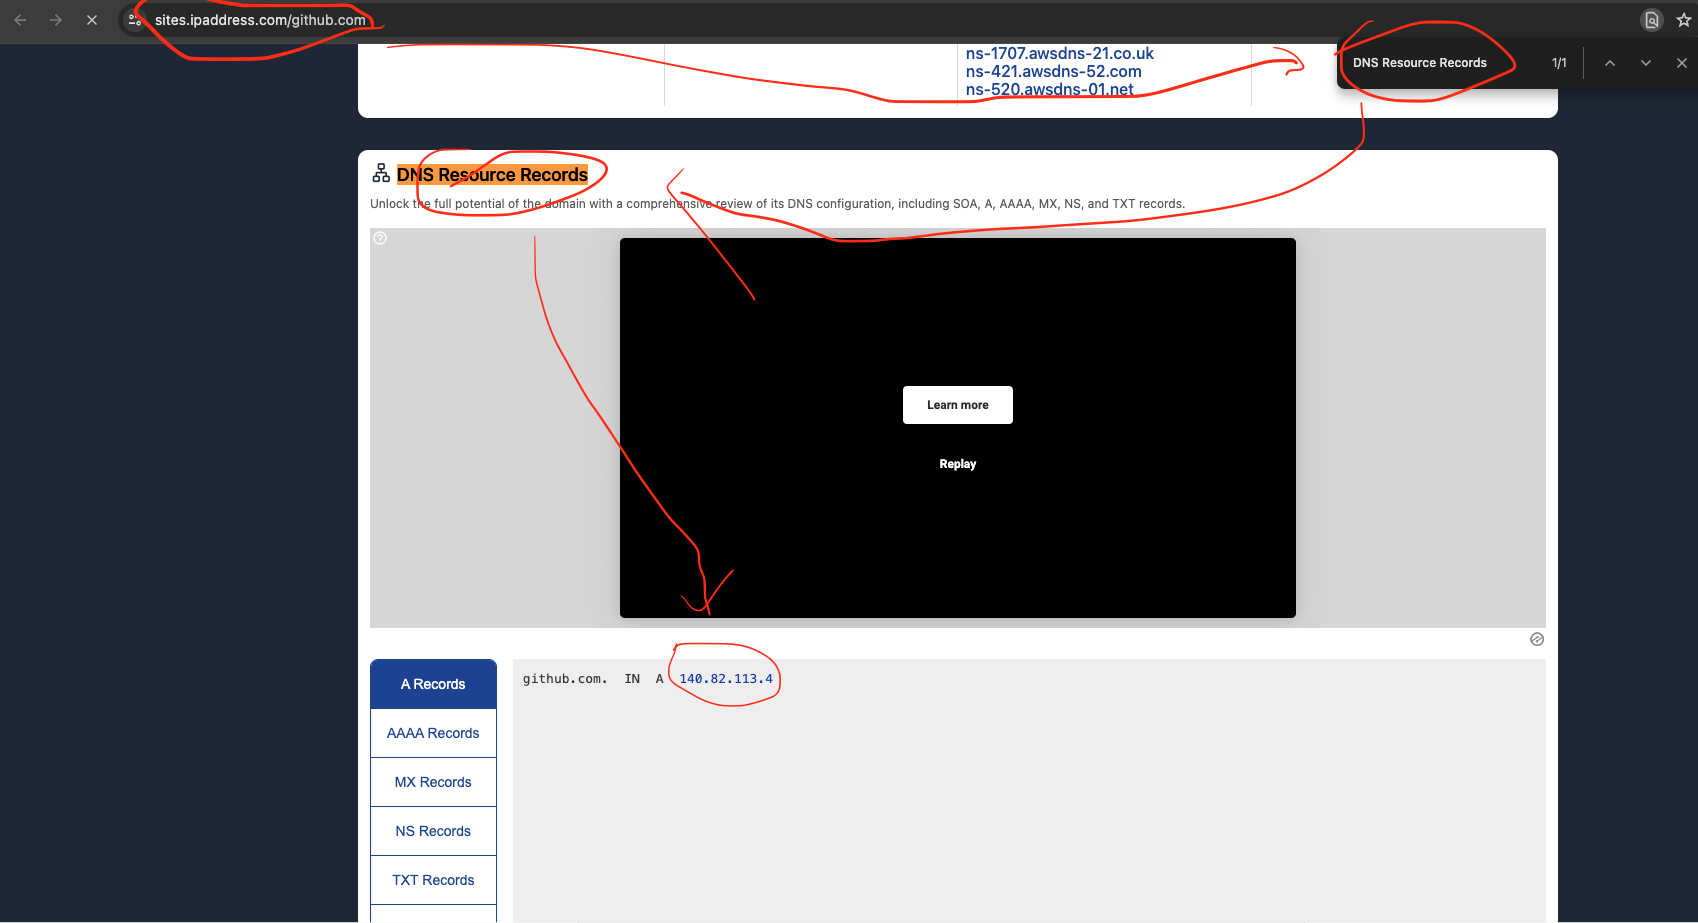 sites.ipaddress.com/github.com
DNS Resource Records 1/1
ns-1707.awsdns-21.co.uk
ns-421.awsdns-52.com
ns-520.awsdns-01.net
DNS Resource Records
Unlock the full potential of the domain with a comprehensive review of its DNS configuration, including SOA, A, AAAA, MX, NS, and TXT records.
Learn more
Replay
A Records
github.com. IN A 140.82.113.4
AAAA Records
MX Records
NS Records
TXT Records